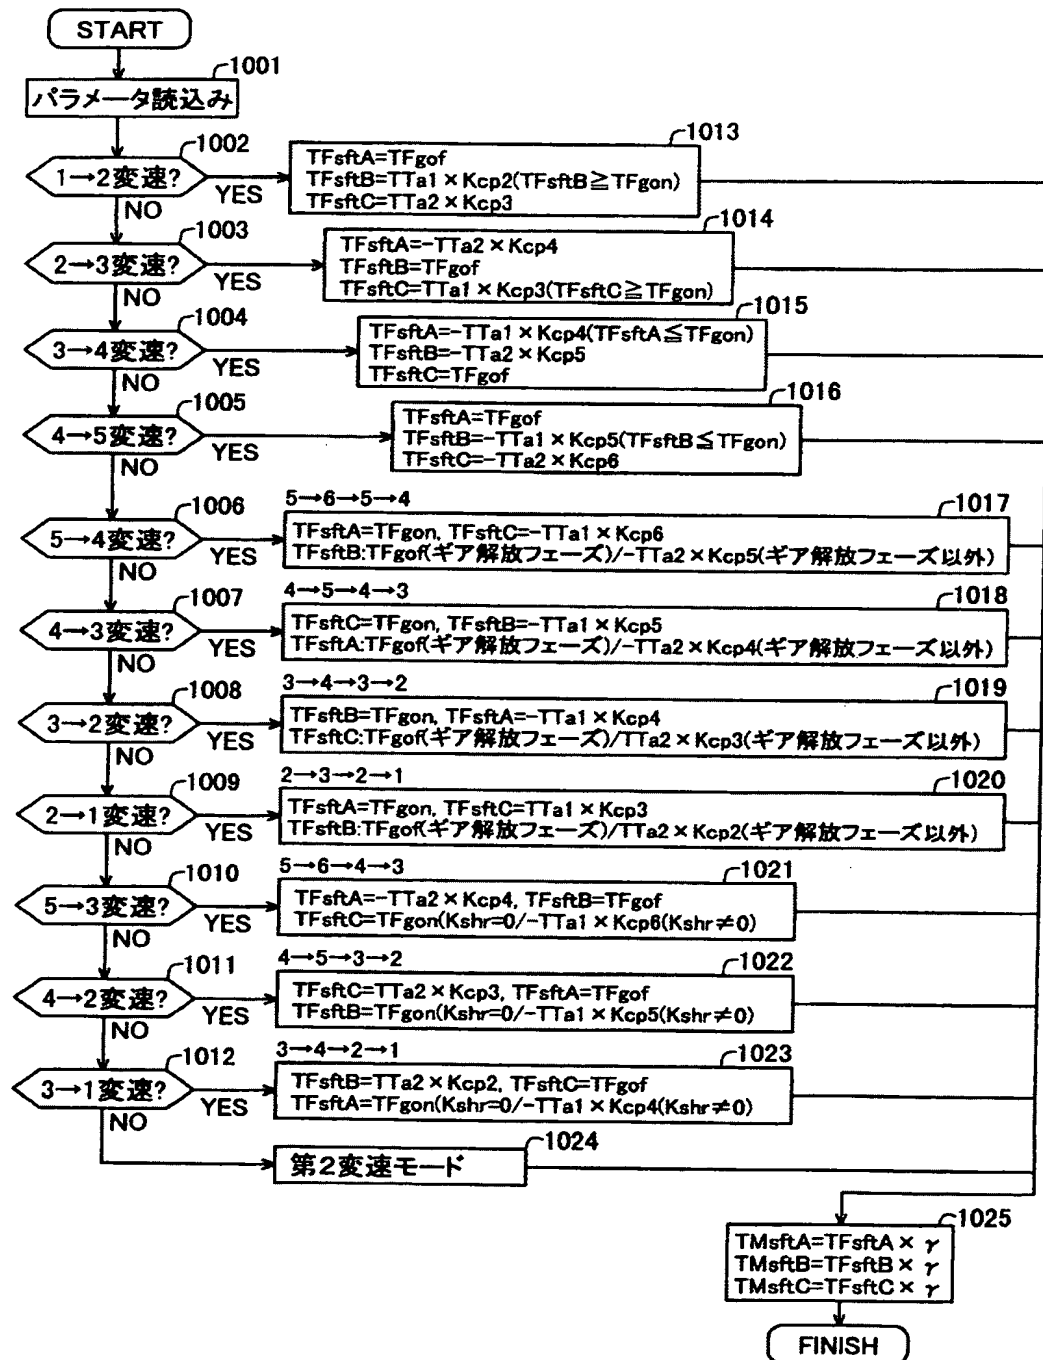 START
1001
パラメータ読込み
1002
1→2変速?
YES
NO
1013
TFsftA=TFgof
TFsftB=TTa1×Kcp2(TFsftB≧TFgon)
TFsftC=TTa2×Kcp3
1003
2→3変速?
YES
NO
1014
TFsftA=-TTa2×Kcp4
TFsftB=TFgof
TFsftC=TTa1×Kcp3(TFsftC≧TFgon)
1004
3→4変速?
YES
NO
1015
TFsftA=-TTa1×Kcp4(TFsftA≦TFgon)
TFsftB=-TTa2×Kcp5
TFsftC=TFgof
1005
4→5変速?
YES
NO
1016
TFsftA=TFgof
TFsftB=-TTa1×Kcp5(TFsftB≦TFgon)
TFsftC=-TTa2×Kcp6
1006
5→4変速?
YES
NO
5→6→5→4
1017
TFsftA=TFgon, TFsftC=-TTa1×Kcp6
TFsftB:TFgof(ギア解放フェーズ)/-TTa2×Kcp5(ギア解放フェーズ以外)
1007
4→3変速?
YES
NO
4→5→4→3
1018
TFsftC=TFgon, TFsftB=-TTa1×Kcp5
TFsftA:TFgof(ギア解放フェーズ)/-TTa2×Kcp4(ギア解放フェーズ以外)
1008
3→2変速?
YES
NO
3→4→3→2
1019
TFsftB=TFgon, TFsftA=-TTa1×Kcp4
TFsftC:TFgof(ギア解放フェーズ)/TTa2×Kcp3(ギア解放フェーズ以外)
1009
2→1変速?
YES
NO
2→3→2→1
1020
TFsftA=TFgon, TFsftC=TTa1×Kcp3
TFsftB:TFgof(ギア解放フェーズ)/TTa2×Kcp2(ギア解放フェーズ以外)
1010
5→3変速?
YES
NO
5→6→4→3
1021
TFsftA=-TTa2×Kcp4, TFsftB=TFgof
TFsftC=TFgon(Kshr=0/-TTa1×Kcp6(Kshr≠0)
1011
4→2変速?
YES
NO
4→5→3→2
1022
TFsftC=TTa2×Kcp3, TFsftA=TFgof
TFsftB=TFgon(Kshr=0/-TTa1×Kcp5(Kshr≠0)
1012
3→1変速?
YES
NO
3→4→2→1
1023
TFsftB=TTa2×Kcp2, TFsftC=TFgof
TFsftA=TFgon(Kshr=0/-TTa1×Kcp4(Kshr≠0)
1024
第2変速モード
1025
TMsftA=TFsftA×γ
TMsftB=TFsftB×γ
TMsftC=TFsftC×γ
FINISH